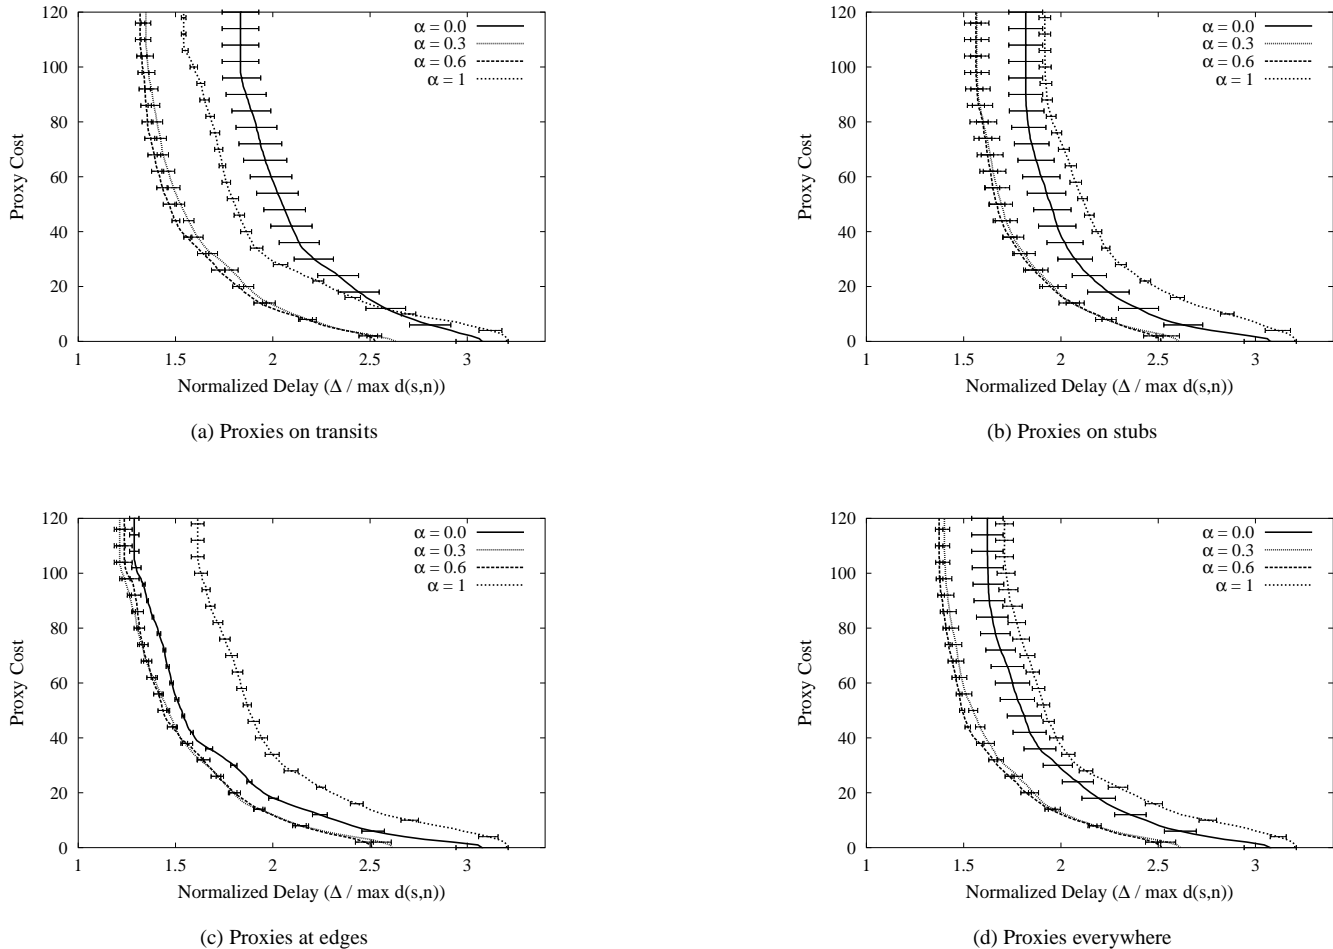 120
100
80
60
40
20
0
Proxy Cost
1
1.5
2
2.5
3
Normalized Delay (Δ / max d(s,n))
α = 0.0
α = 0.3
α = 0.6
α = 1
(a) Proxies on transits
120
100
80
60
40
20
0
Proxy Cost
1
1.5
2
2.5
3
Normalized Delay (Δ / max d(s,n))
α = 0.0
α = 0.3
α = 0.6
α = 1
(b) Proxies on stubs
120
100
80
60
40
20
0
Proxy Cost
1
1.5
2
2.5
3
Normalized Delay (Δ / max d(s,n))
α = 0.0
α = 0.3
α = 0.6
α = 1
(c) Proxies at edges
120
100
80
60
40
20
0
Proxy Cost
1
1.5
2
2.5
3
Normalized Delay (Δ / max d(s,n))
α = 0.0
α = 0.3
α = 0.6
α = 1
(d) Proxies everywhere